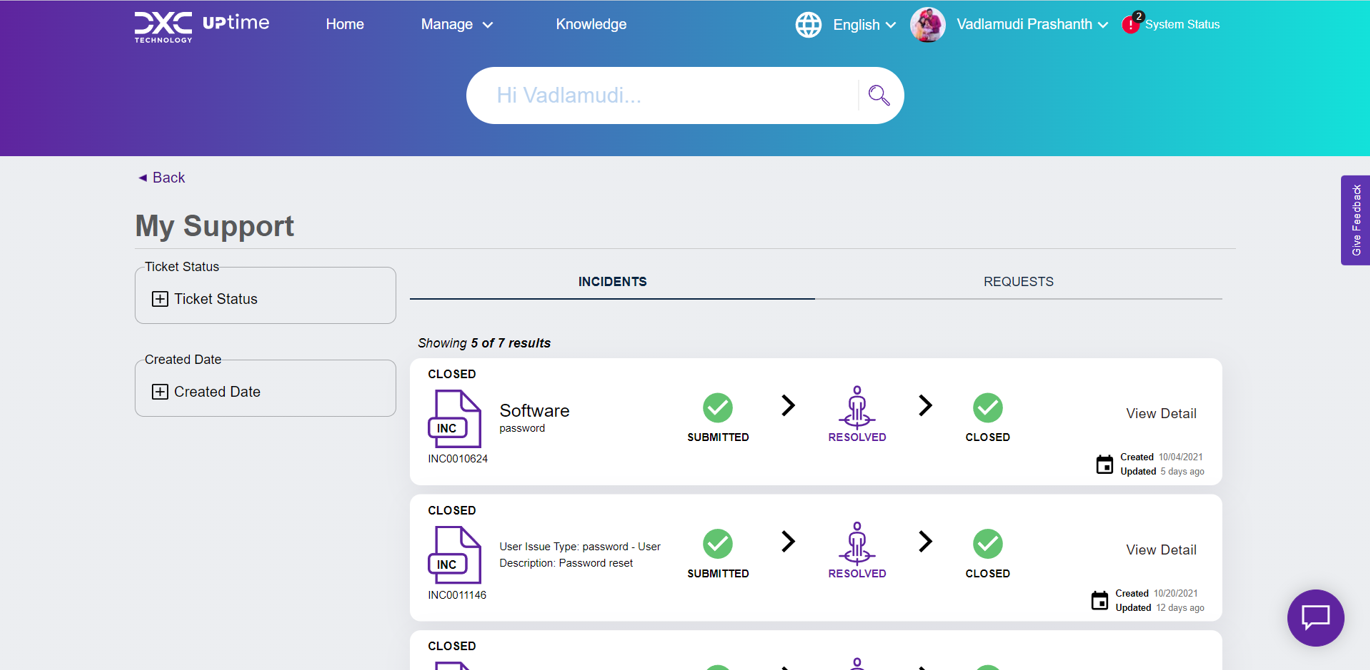 DXC
TECHNOLOGY
UPtime
Home
Manage
Knowledge
English
Vadlamudi Prashanth
!
2
System Status
Hi Vadlamudi...
◄ Back
Give Feedback
My Support
Ticket Status
Ticket Status
Created Date
Created Date
INCIDENTS
REQUESTS
Showing 5 of 7 results
CLOSED
INC
INC0010624
Software
password
SUBMITTED
RESOLVED
CLOSED
View Detail
Created 10/04/2021
Updated 5 days ago
CLOSED
INC
INC0011146
User Issue Type: password - User
Description: Password reset
SUBMITTED
RESOLVED
CLOSED
View Detail
Created 10/20/2021
Updated 12 days ago
CLOSED